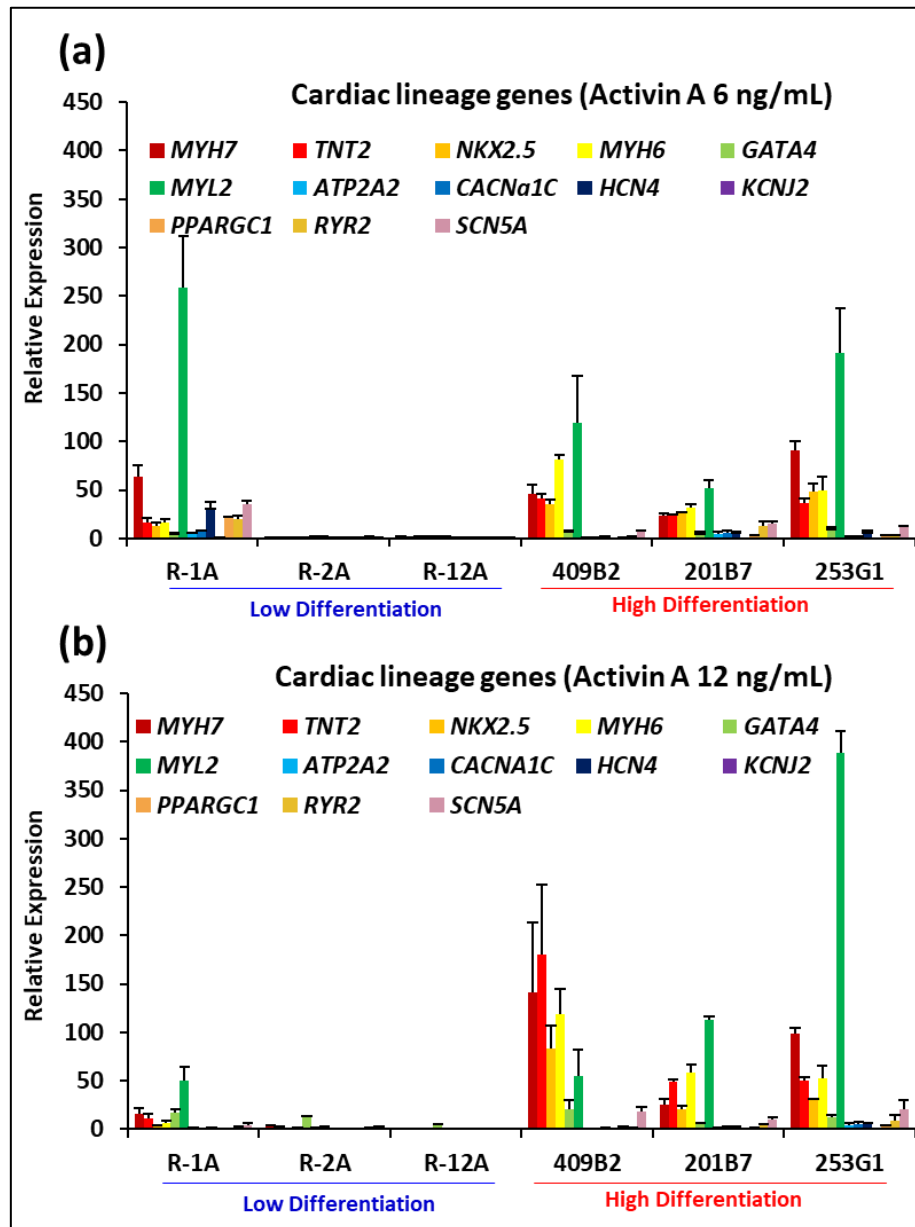 (a)
Cardiac lineage genes (Activin A 6 ng/mL)
MYH7 TNT2 NKX2.5 MYH6 GATA4
MYL2 ATP2A2 CACNa1C HCN4 KCNJ2
PPARGC1 RYR2 SCN5A
Relative Expression
450
400
350
300
250
200
150
100
50
0
R-1A R-2A R-12A 409B2 201B7 253G1
Low Differentiation High Differentiation
(b)
Cardiac lineage genes (Activin A 12 ng/mL)
MYH7 TNT2 NKX2.5 MYH6 GATA4
MYL2 ATP2A2 CACNA1C HCN4 KCNJ2
PPARGC1 RYR2 SCN5A
Relative Expression
450
400
350
300
250
200
150
100
50
0
R-1A R-2A R-12A 409B2 201B7 253G1
Low Differentiation High Differentiation